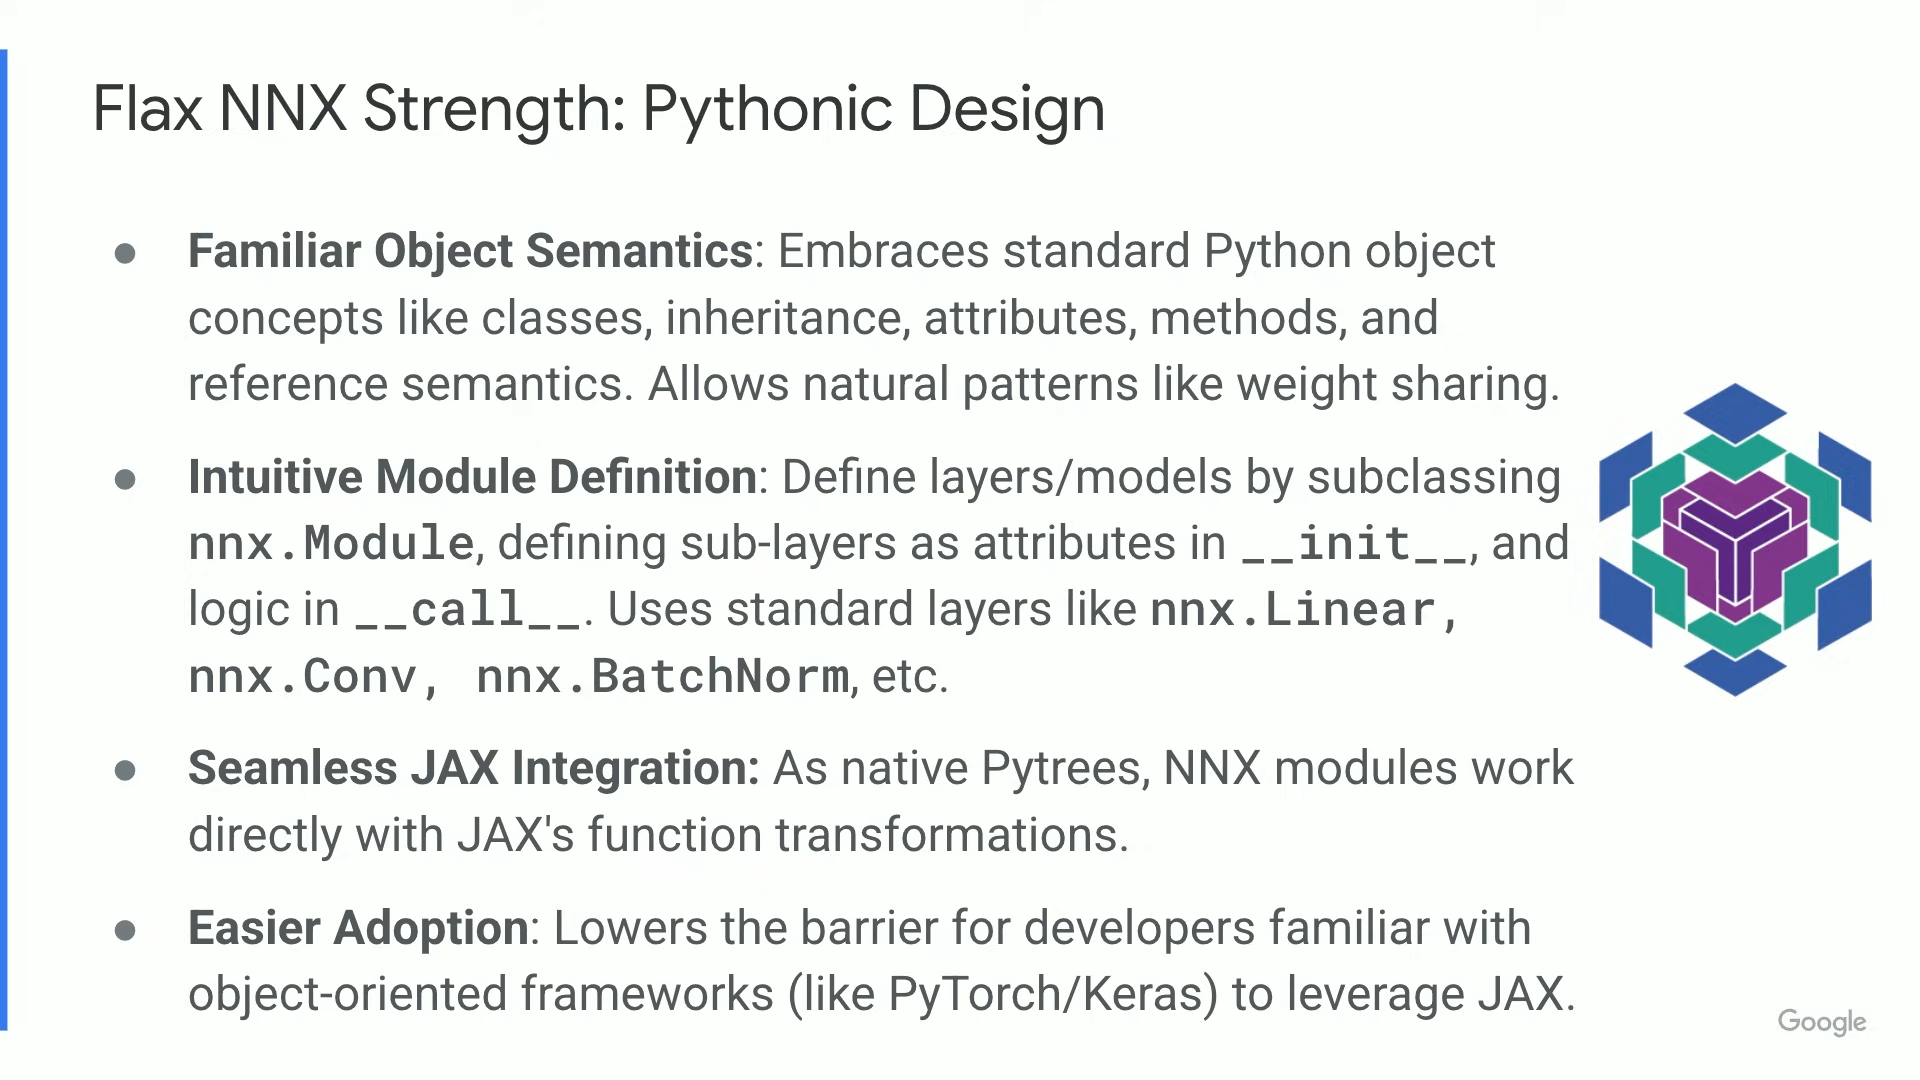 Flax NNX Strength: Pythonic Design
● Familiar Object Semantics: Embraces standard Python object
concepts like classes, inheritance, attributes, methods, and
reference semantics. Allows natural patterns like weight sharing.
● Intuitive Module Definition: Define layers/models by subclassing
nnx.Module, defining sub-layers as attributes in __init__, and
logic in __call__. Uses standard layers like nnx.Linear,
nnx.Conv, nnx.BatchNorm, etc.
● Seamless JAX Integration: As native Pytrees, NNX modules work
directly with JAX's function transformations.
● Easier Adoption: Lowers the barrier for developers familiar with
object-oriented frameworks (like PyTorch/Keras) to leverage JAX.
Google